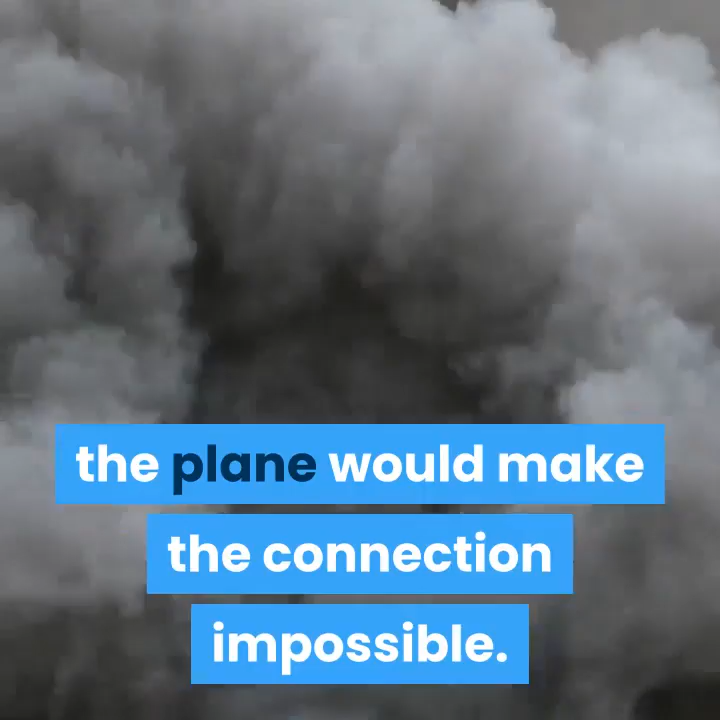 the plane would make
the connection
impossible.